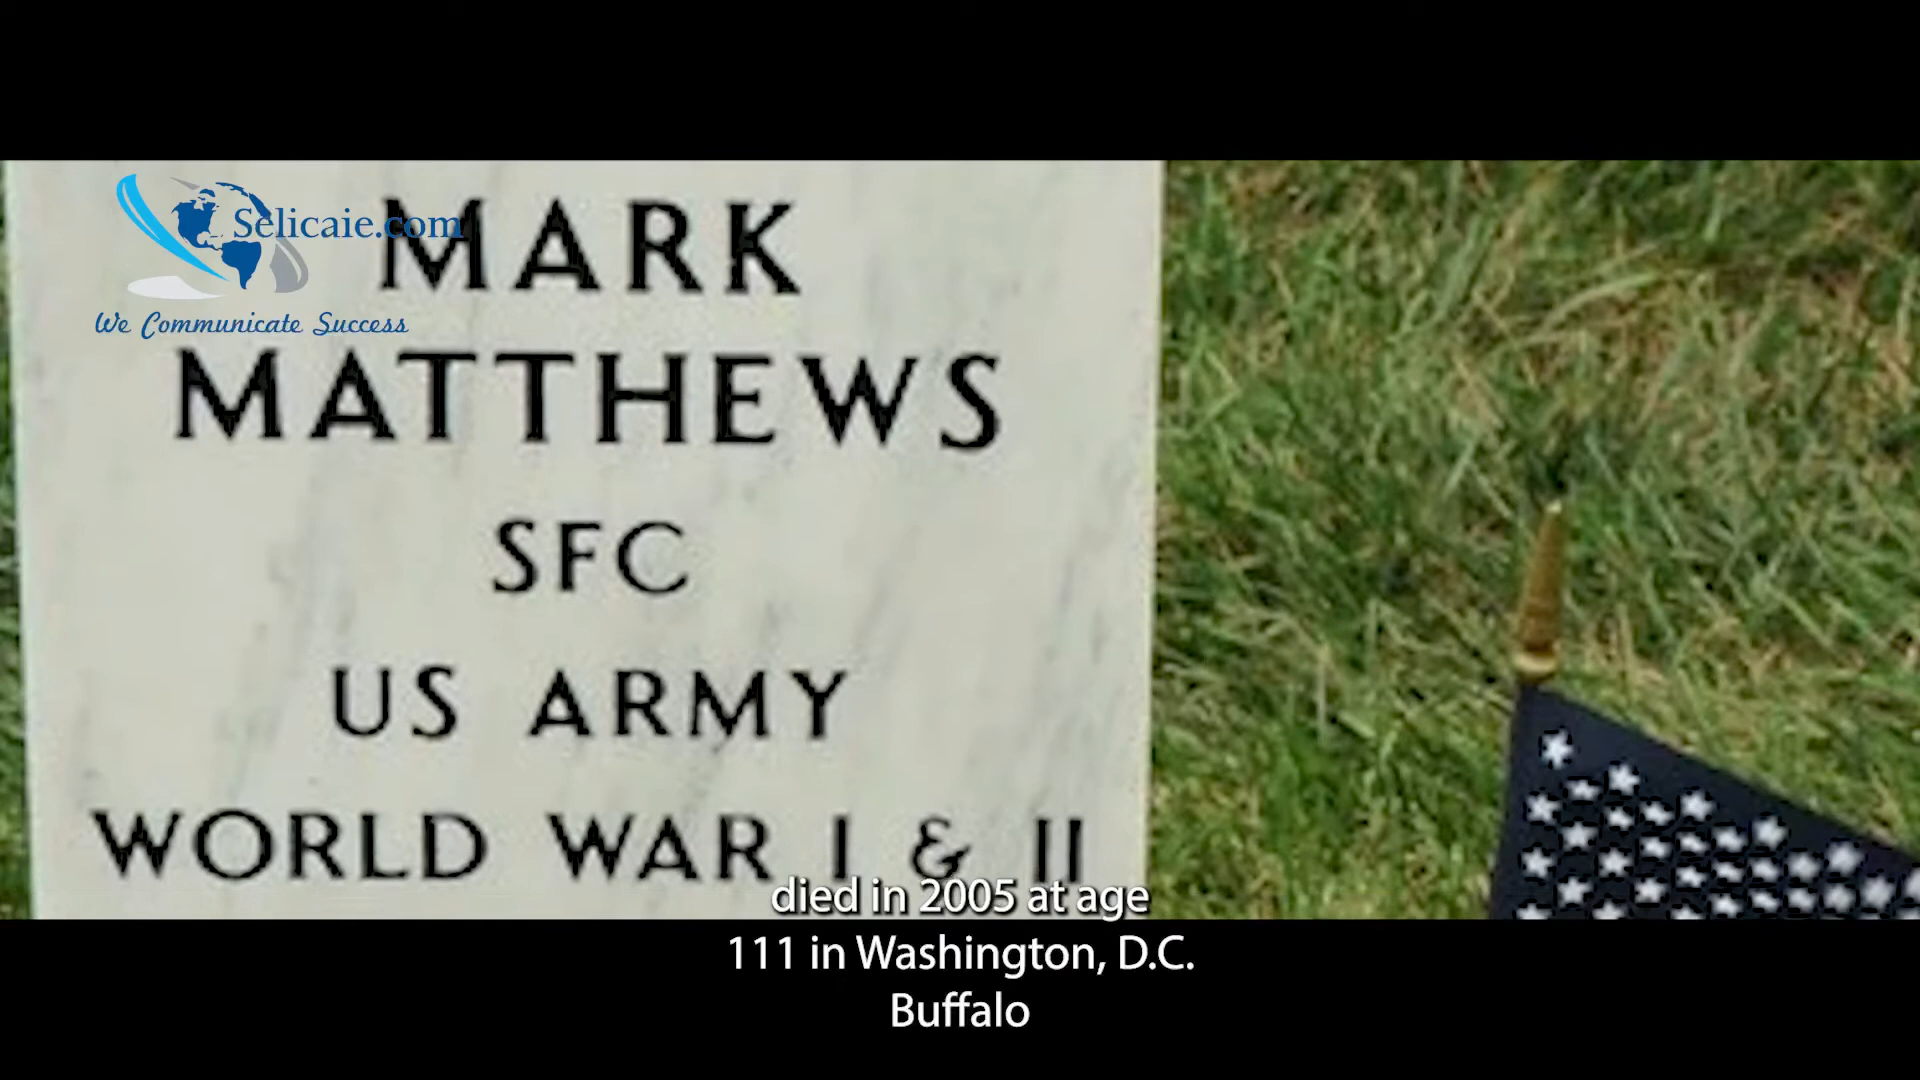 Selicaie.com
We Communicate Success
MARK
MATTHEWS
SFC
US ARMY
WORLD WAR I & II
died in 2005 at age
111 in Washington, D.C.
Buffalo